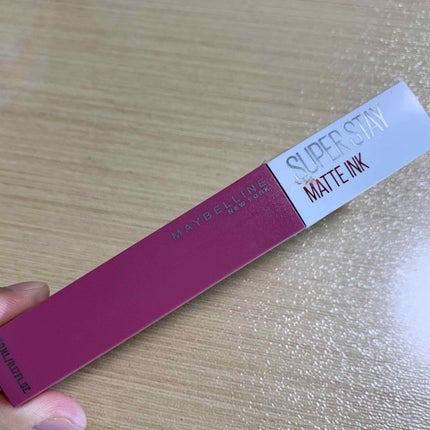 SUPER STAY
MATTE INK
MAYBELLINE
NEW YORK